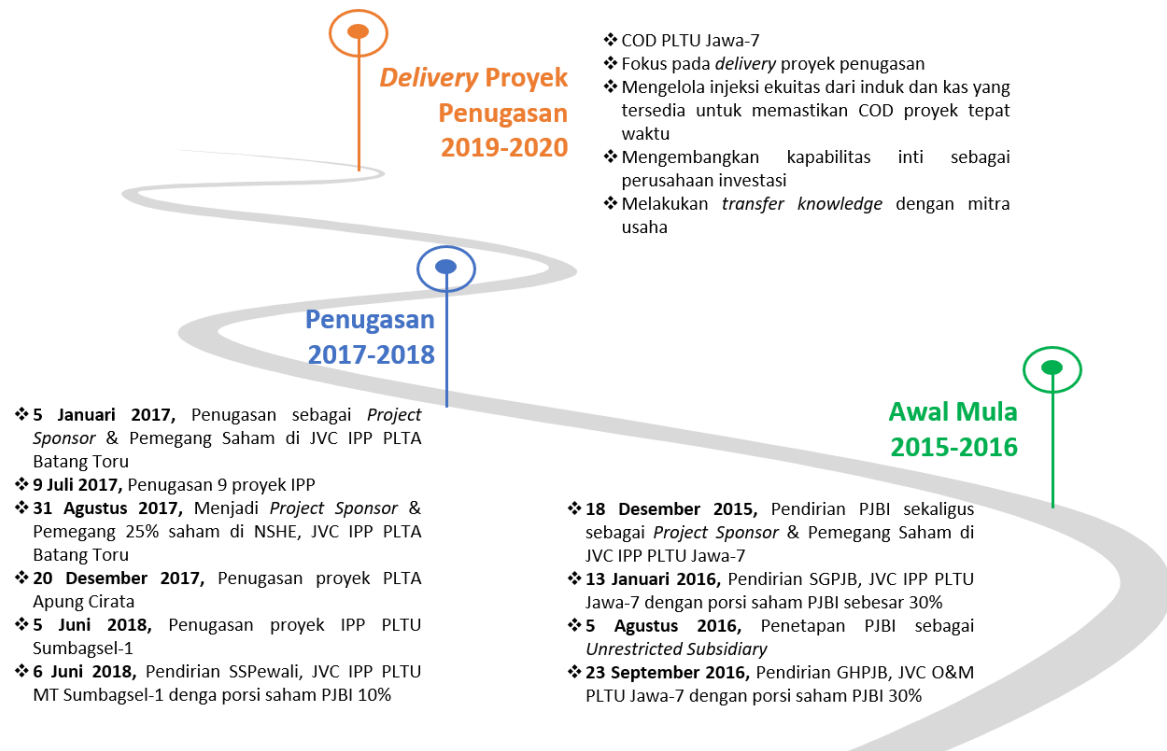 Delivery Proyek
Penugasan
2019-2020
❖ COD PLTU Jawa-7
❖ Fokus pada delivery proyek penugasan
❖ Mengelola injeksi ekuitas dari induk dan kas yang
tersedia untuk memastikan COD proyek tepat
waktu
❖ Mengembangkan kapabilitas inti sebagai
perusahaan investasi
❖ Melakukan transfer knowledge dengan mitra
usaha
Penugasan
2017-2018
❖ 5 Januari 2017, Penugasan sebagai Project
Sponsor & Pemegang Saham di JVC IPP PLTA
Batang Toru
❖ 9 Juli 2017, Penugasan 9 proyek IPP
❖ 31 Agustus 2017, Menjadi Project Sponsor &
Pemegang 25% saham di NSHE, JVC IPP PLTA
Batang Toru
❖ 20 Desember 2017, Penugasan proyek PLTA
Apung Cirata
❖ 5 Juni 2018, Penugasan proyek IPP PLTU
Sumbagsel-1
❖ 6 Juni 2018, Pendirian SSPewali, JVC IPP PLTU
MT Sumbagsel-1 denga porsi saham PJBI 10%
Awal Mula
2015-2016
❖ 18 Desember 2015, Pendirian PJBI sekaligus
sebagai Project Sponsor & Pemegang Saham di
JVC IPP PLTU Jawa-7
❖ 13 Januari 2016, Pendirian SGPJB, JVC IPP PLTU
Jawa-7 dengan porsi saham PJBI sebesar 30%
❖ 5 Agustus 2016, Penetapan PJBI sebagai
Unrestricted Subsidiary
❖ 23 September 2016, Pendirian GHPJB, JVC O&M
PLTU Jawa-7 dengan porsi saham PJBI 30%